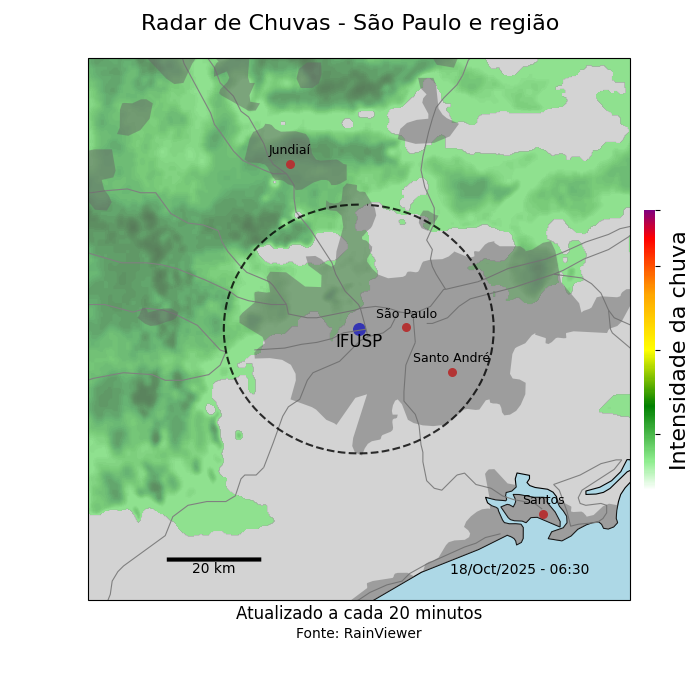 Radar de Chuvas - São Paulo e região
Jundiaí
São Paulo
IFUSP
Santo André
Intensidade da chuva
Santos
20 km
18/Oct/2025 - 06:30
Atualizado a cada 20 minutos
Fonte: RainViewer